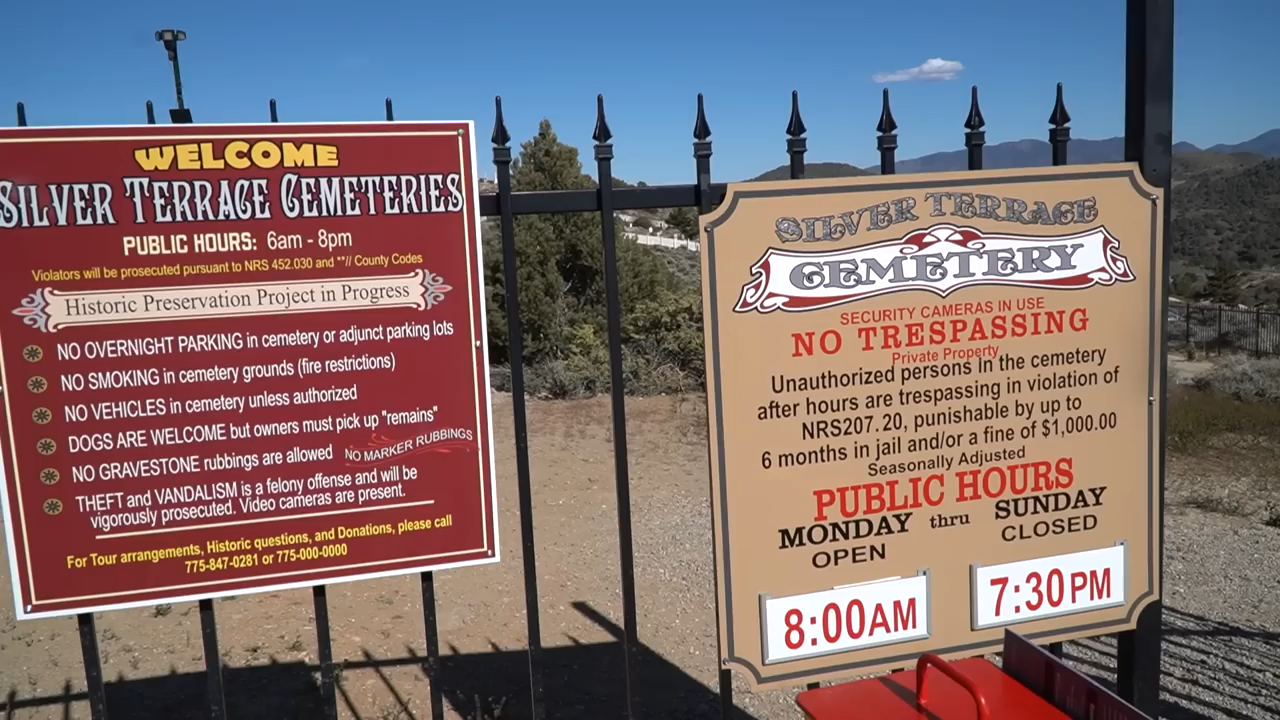 WELCOME
SILVER TERRACE CEMETERIES
PUBLIC HOURS: 6am - 8pm
Violators will be prosecuted pursuant to NRS 452.030 and **// County Codes
Historic Preservation Project in Progress
NO OVERNIGHT PARKING in cemetery or adjunct parking lots
NO SMOKING in cemetery grounds (fire restrictions)
NO VEHICLES in cemetery unless authorized
DOGS ARE WELCOME but owners must pick up "remains"
NO GRAVESTONE rubbings are allowed
NO MARKER RUBBINGS
THEFT and VANDALISM is a felony offense and will be
vigorously prosecuted. Video cameras are present.
For Tour arrangements, Historic questions, and Donations, please call
775-847-0281 or 775-000-0000
SILVER TERRACE
CEMETERY
SECURITY CAMERAS IN USE
NO TRESPASSING
Private Property
Unauthorized persons In the cemetery
after hours are trespassing in violation of
NRS207.20, punishable by up to
6 months in jail and/or a fine of $1,000.00
Seasonally Adjusted
PUBLIC HOURS
MONDAY thru SUNDAY
OPEN CLOSED
8:00AM 7:30PM